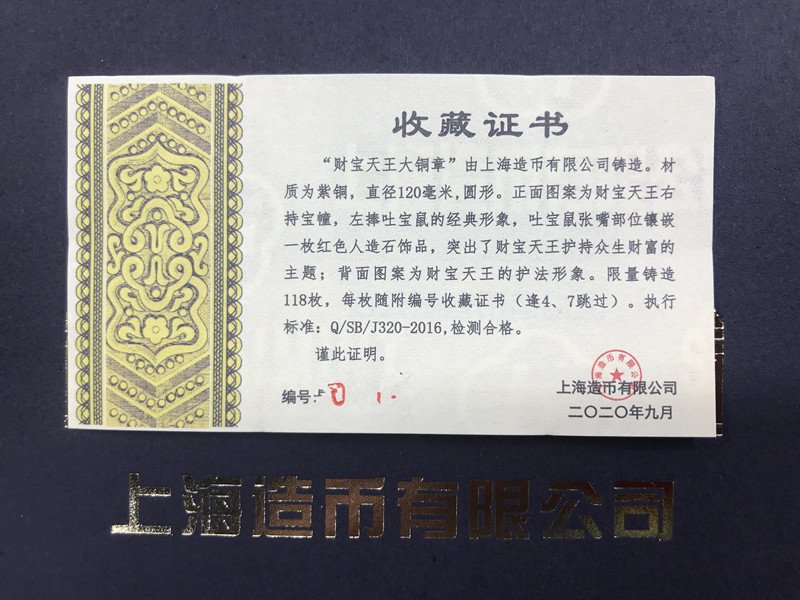 收藏证书
“财宝天王大铜章”由上海造币有限公司铸造。材
质为紫铜，直径120毫米，圆形。正面图案为财宝天王右
持宝幢，左捧吐宝鼠的经典形象，吐宝鼠张嘴部位镶嵌
一枚红色人造石饰品，突出了财宝天王护持众生财富的
主题；背面图案为财宝天王的护法形象。限量铸造
118枚，每枚随附编号收藏证书（逢4、7跳过）。执行
标准：Q/SB/J320-2016,检测合格。
谨此证明。
编号:
上海造币有限公司
二〇二〇年九月
上海造币有限公司